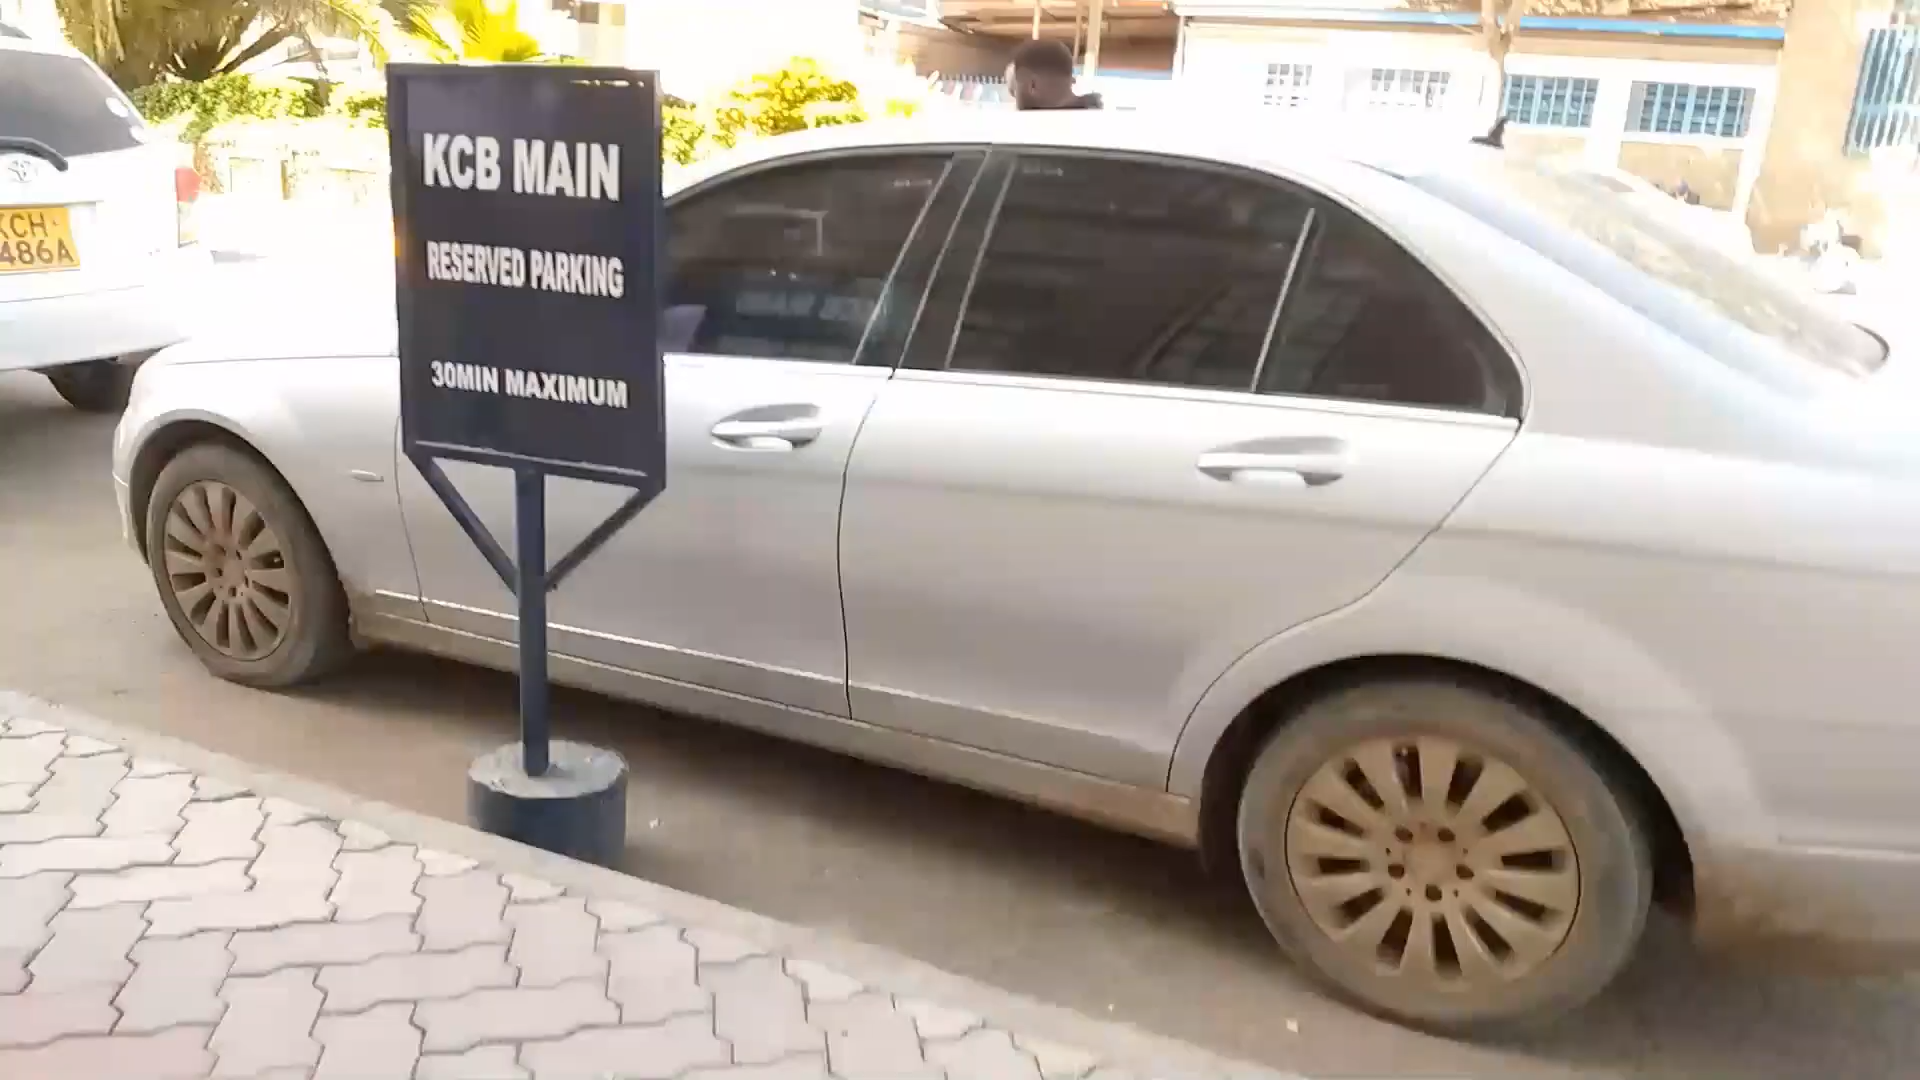 KCB MAIN
RESERVED PARKING
30MIN MAXIMUM
KCH
486A